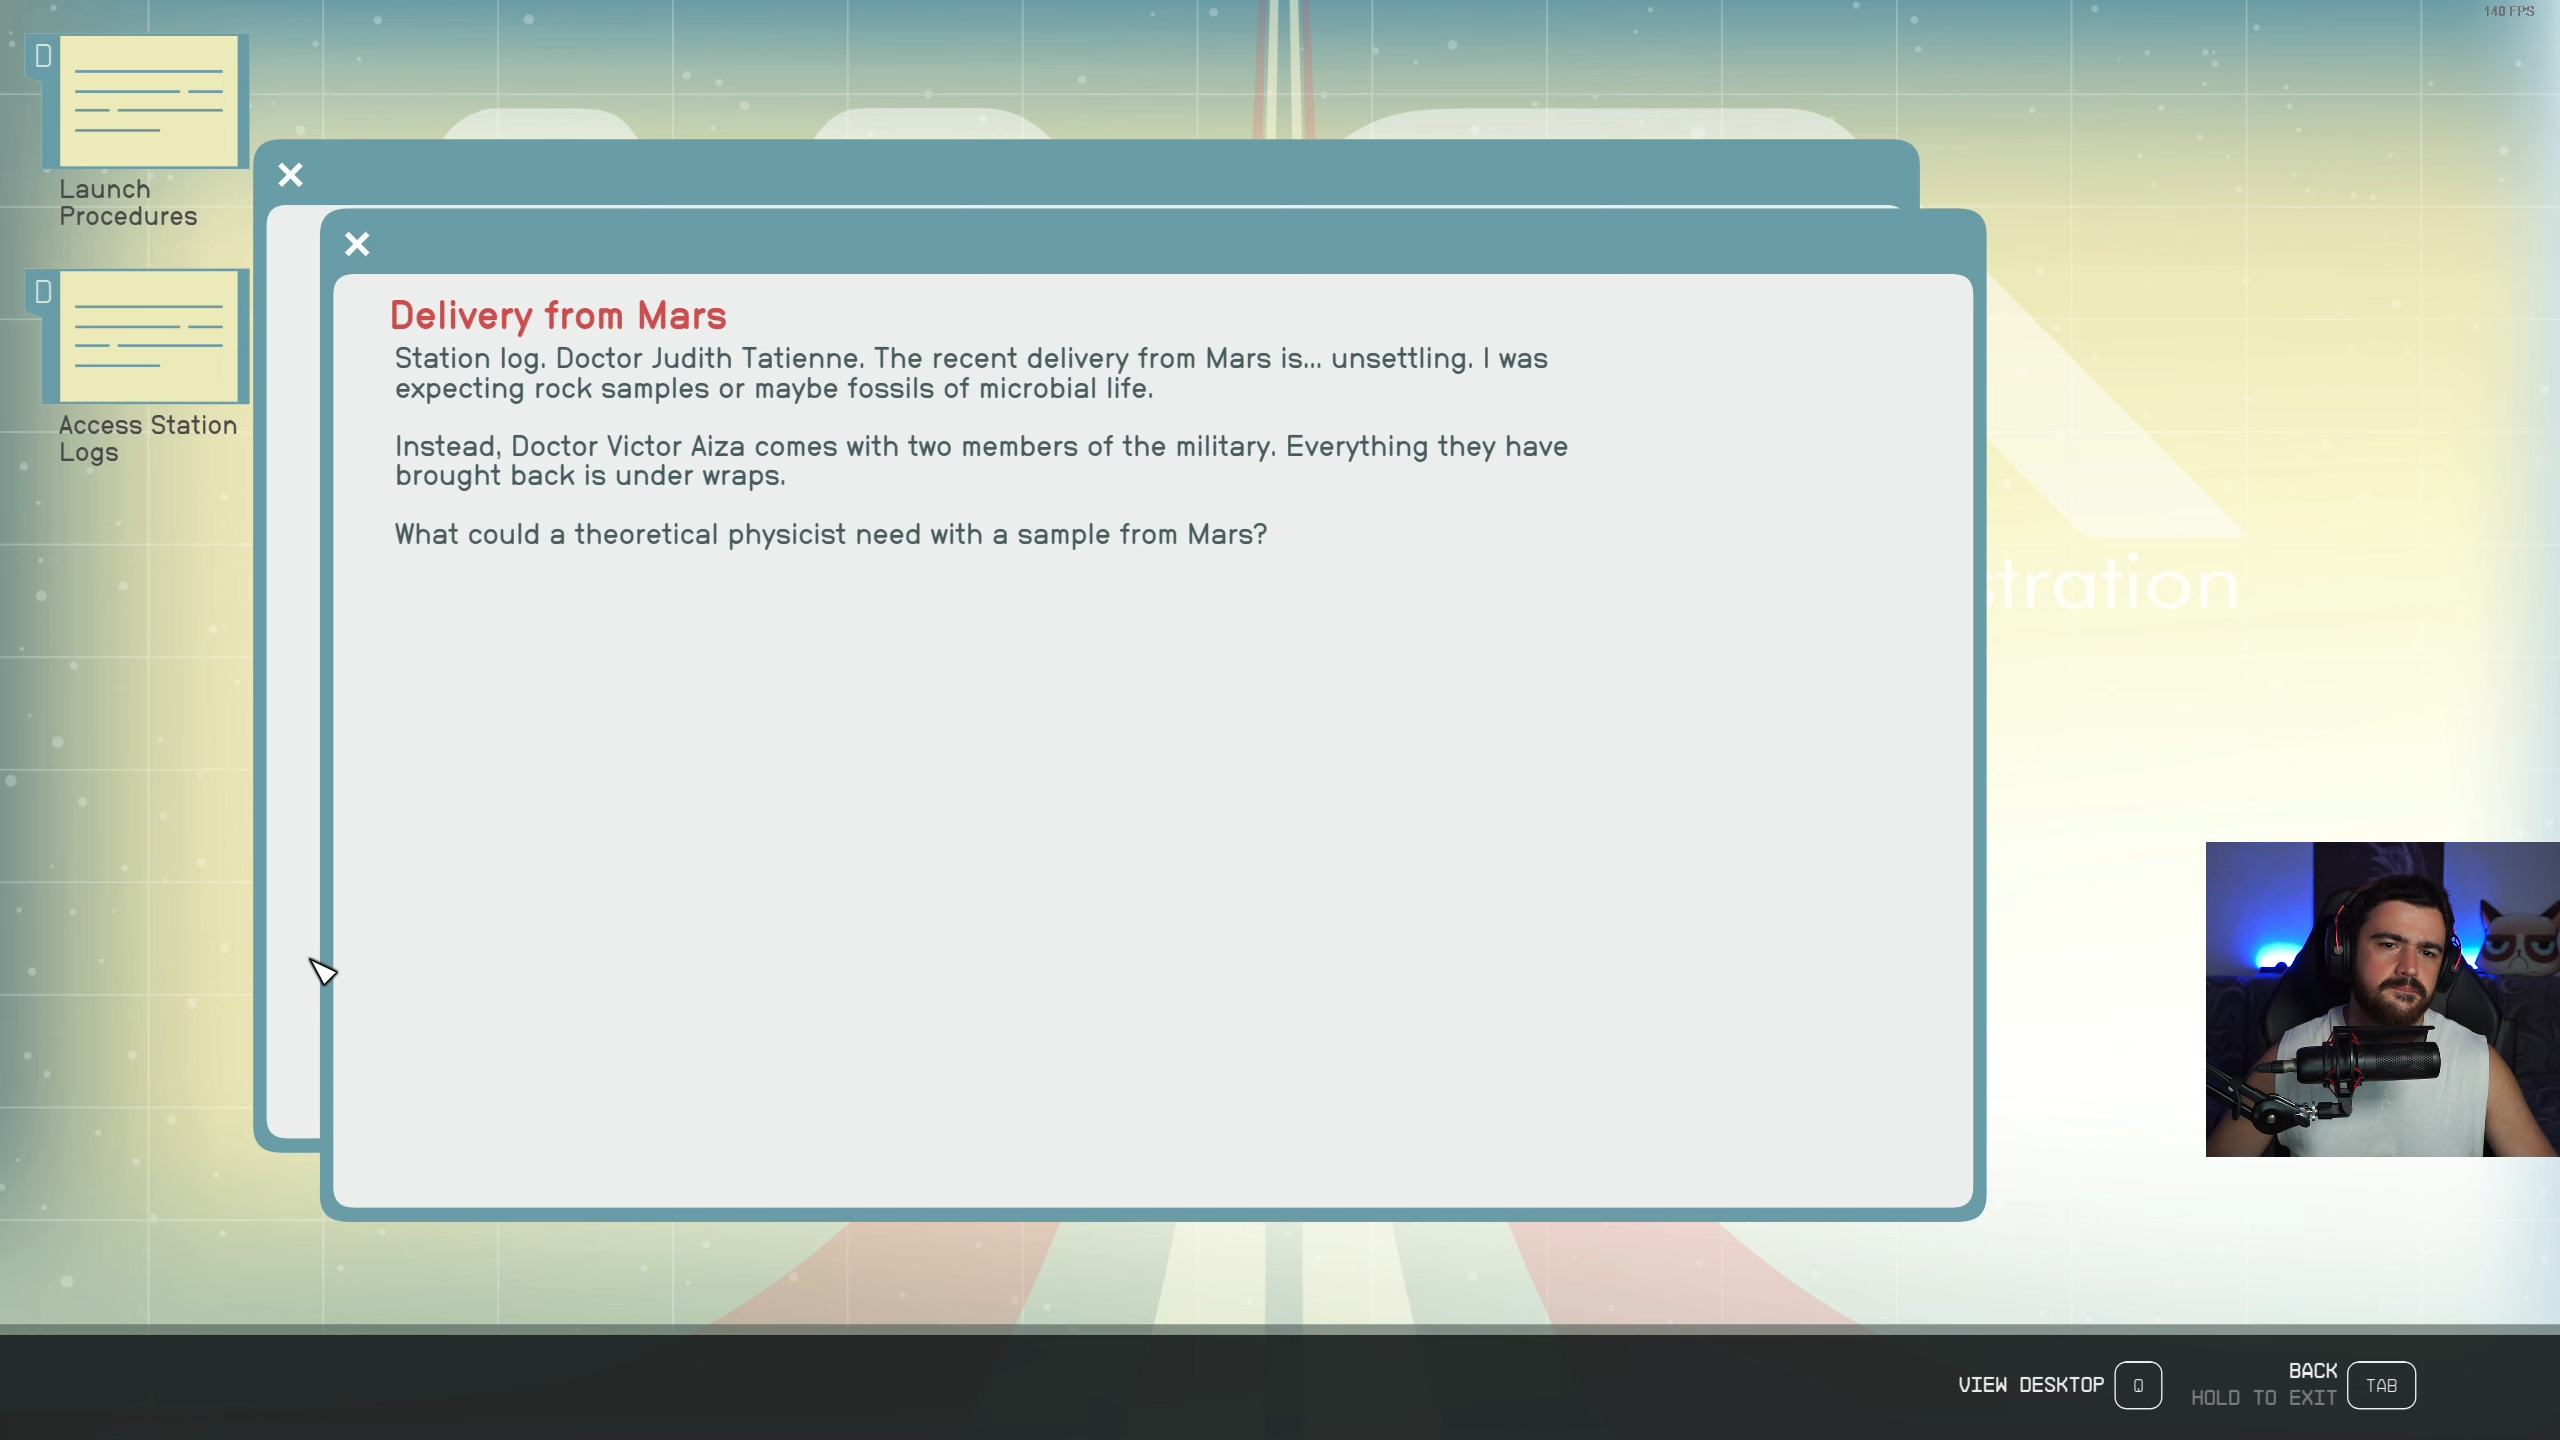 140 FPS
D
Launch
Procedures
D
Access Station
Logs
Delivery from Mars
Station log. Doctor Judith Tatienne. The recent delivery from Mars is... unsettling. I was
expecting rock samples or maybe fossils of microbial life.
Instead, Doctor Victor Aiza comes with two members of the military. Everything they have
brought back is under wraps.
What could a theoretical physicist need with a sample from Mars?
stration
VIEW DESKTOP Q
BACK
HOLD TO EXIT
TAB